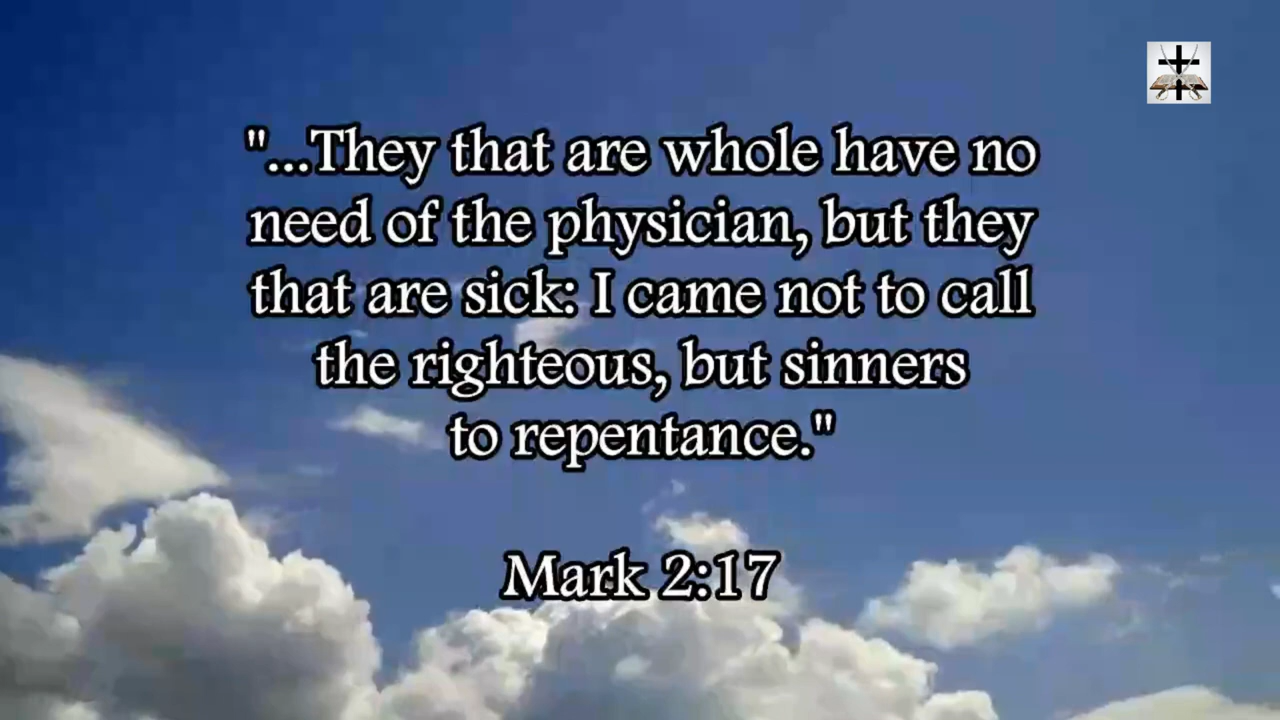 "...They that are whole have no
need of the physician, but they
that are sick: I came not to call
the righteous, but sinners
to repentance."
Mark 2:17